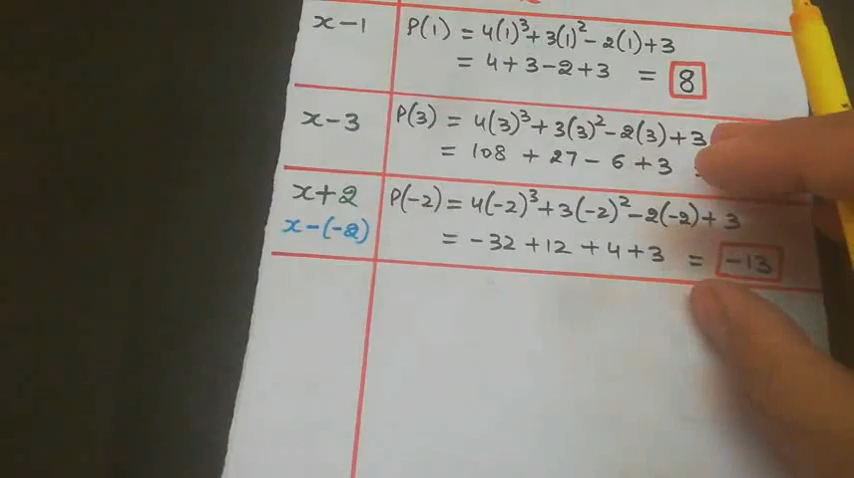 x-1
P(1) = 4(1)³+3(1)²-2(1)+3
= 4+3-2+3 = 8
x-3
P(3) = 4(3)³+3(3)²-2(3)+3
= 108 + 27 - 6 +3
x+2
P(-2) = 4(-2)³+3(-2)²-2(-2)+3
x-(-2)
= -32 +12 +4+3 = -13